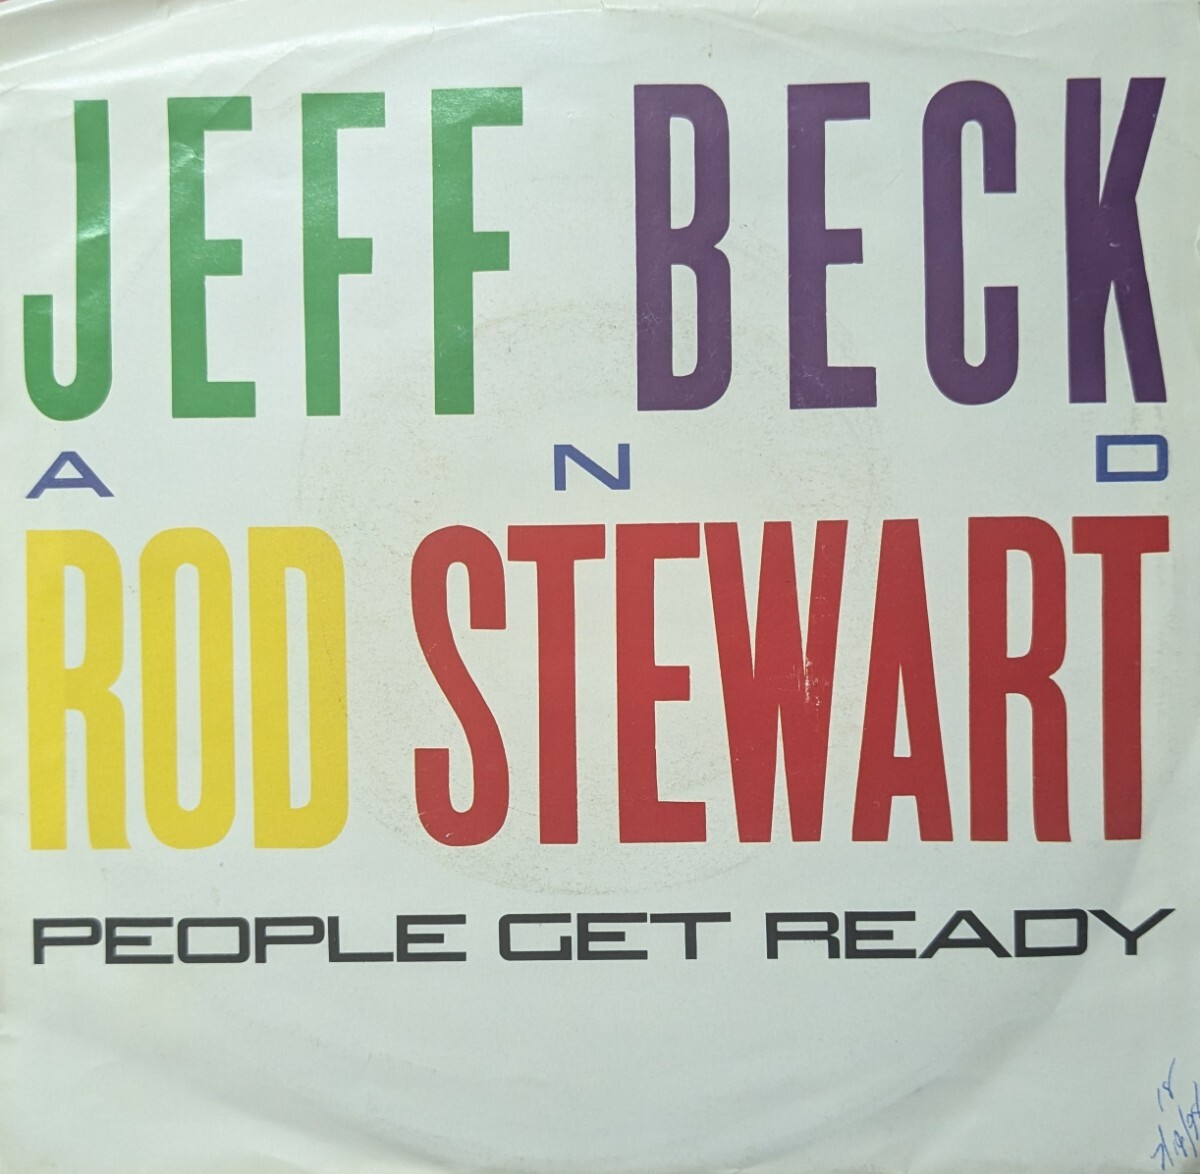 JEFF BECK
AND
ROD STEWART
PEOPLE GET READY